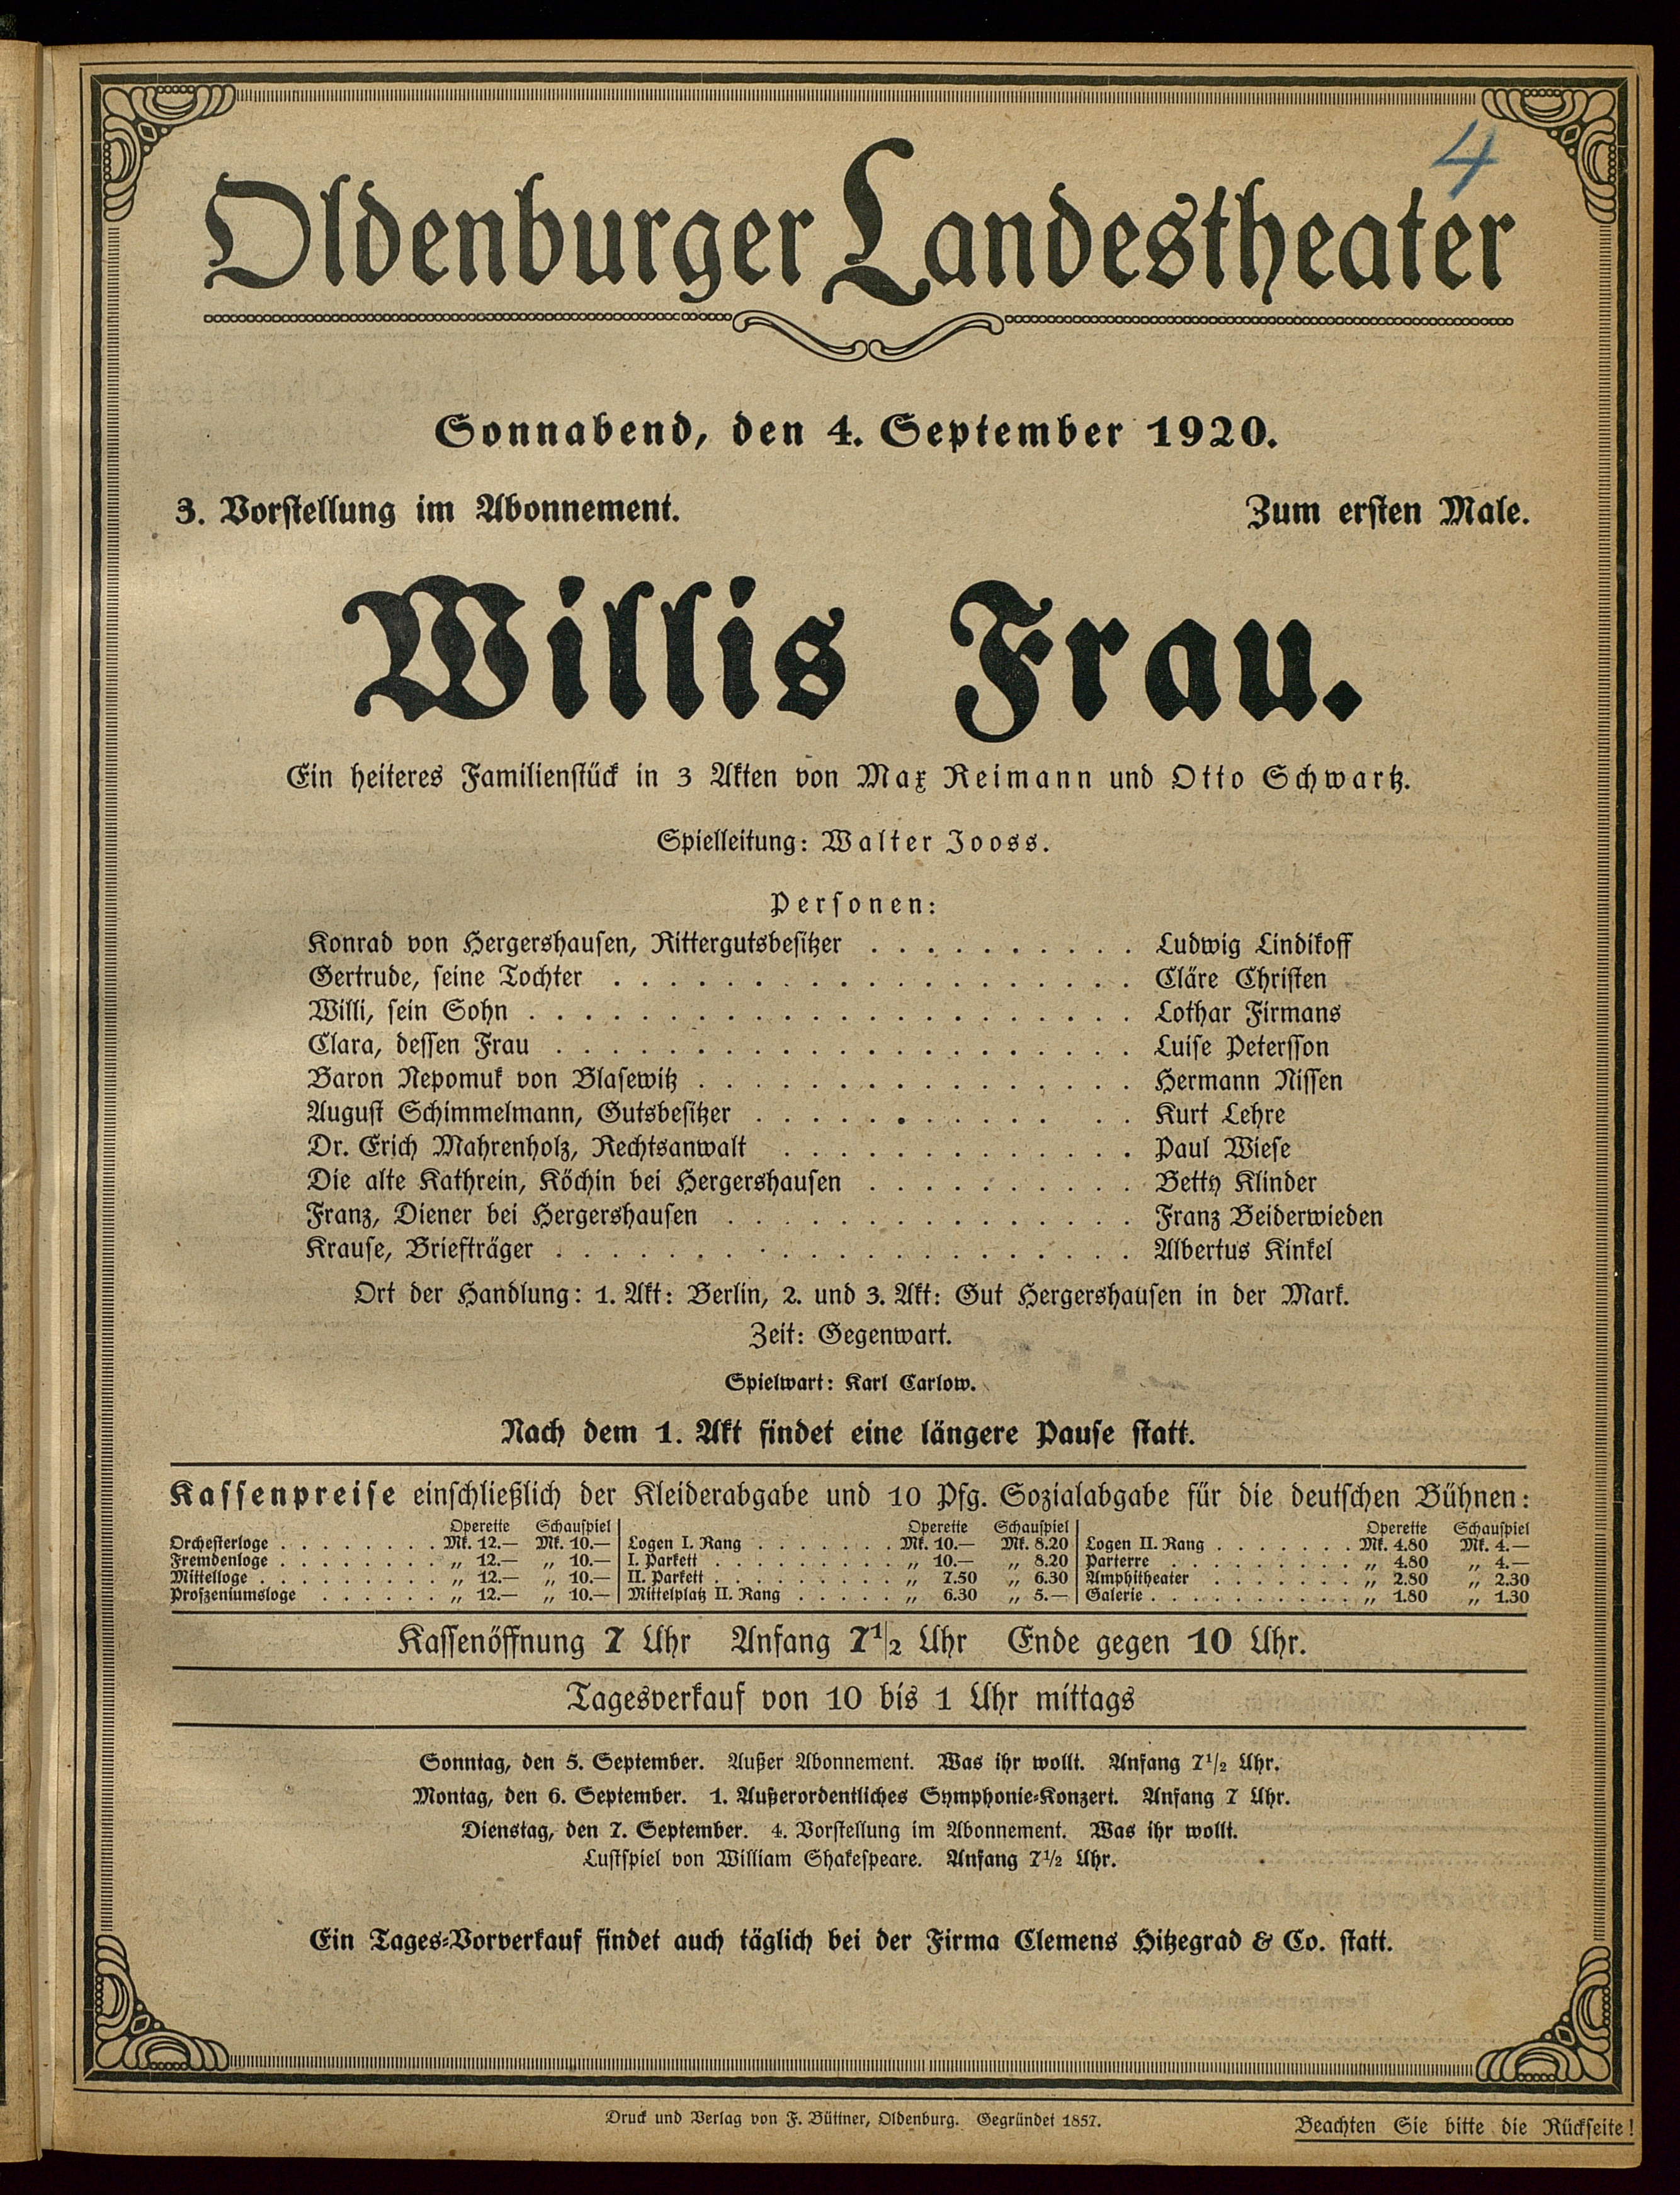 4
Oldenburger Landestheater
Sonnabend, den 4. September 1920.
3. Vorstellung im Abonnement. Zum ersten Male.
Willis Frau.
Ein heiteres Familienstück in 3 Akten von Max Reimann und Otto Schwartz.
Spielleitung: Walter Jooss.
Personen:
Konrad von Hergershausen, Rittergutsbesitzer . . . . . . . . . . Ludwig Lindikoff
Gertrude, seine Tochter . . . . . . . . . . . . . . . . . . . Cläre Christen
Willi, sein Sohn . . . . . . . . . . . . . . . . . . . . . . Lothar Firmans
Clara, dessen Frau . . . . . . . . . . . . . . . . . . . . . Luise Petersson
Baron Nepomuk von Blasewitz . . . . . . . . . . . . . . . . Hermann Nissen
August Schimmelmann, Gutsbesitzer . . . . . . . . . . . . . Kurt Lehre
Dr. Erich Mahrenholz, Rechtsanwalt . . . . . . . . . . . . . Paul Wiese
Die alte Kathrein, Köchin bei Hergershausen . . . . . . . . . . Betty Klinder
Franz, Diener bei Hergershausen . . . . . . . . . . . . . . . Franz Beiderwieden
Krause, Briefträger . . . . . . . . . . . . . . . . . . . . . Albertus Kinkel
Ort der Handlung: 1. Akt: Berlin, 2. und 3. Akt: Gut Hergershausen in der Mark.
Zeit: Gegenwart.
Spielwart: Karl Carlow.
Nach dem 1. Akt findet eine längere Pause statt.
Kassenpreise einschließlich der Kleiderabgabe und 10 Pfg. Sozialabgabe für die deutschen Bühnen:
Operette Schauspiel Operette Schauspiel Operette Schauspiel
Orchesterloge . . . . . . . . Mk. 12.— Mk. 10.— Logen I. Rang . . . . . . . Mk. 10.— Mk. 8.20 Logen II. Rang . . . . . . . Mk. 4.80 Mk. 4.—
Fremdenloge . . . . . . . . „ 12.— „ 10.— I. Parkett . . . . . . . . . „ 10.— „ 8.20 Parterre . . . . . . . . . „ 4.80 „ 4.—
Mittelloge . . . . . . . . . „ 12.— „ 10.— II. Parkett . . . . . . . . . „ 7.50 „ 6.30 Amphitheater . . . . . . . „ 2.80 „ 2.30
Proszeniumsloge . . . . . . „ 12.— „ 10.— Mittelplatz II. Rang . . . . . „ 6.30 „ 5.— Galerie . . . . . . . . . . „ 1.80 „ 1.30
Kassenöffnung 7 Uhr Anfang 7 1/2 Uhr Ende gegen 10 Uhr.
Tagesverkauf von 10 bis 1 Uhr mittags
Sonntag, den 5. September. Außer Abonnement. Was ihr wollt. Anfang 7 1/2 Uhr.
Montag, den 6. September. 1. Außerordentliches Symphonie-Konzert. Anfang 7 Uhr.
Dienstag, den 7. September. 4. Vorstellung im Abonnement. Was ihr wollt.
Lustspiel von William Shakespeare. Anfang 7 1/2 Uhr.
Ein Tages-Vorverkauf findet auch täglich bei der Firma Clemens Hitzegrad & Co. statt.
Druck und Verlag von F. Büttner, Oldenburg. Gegründet 1857.
Beachten Sie bitte die Rückseite!